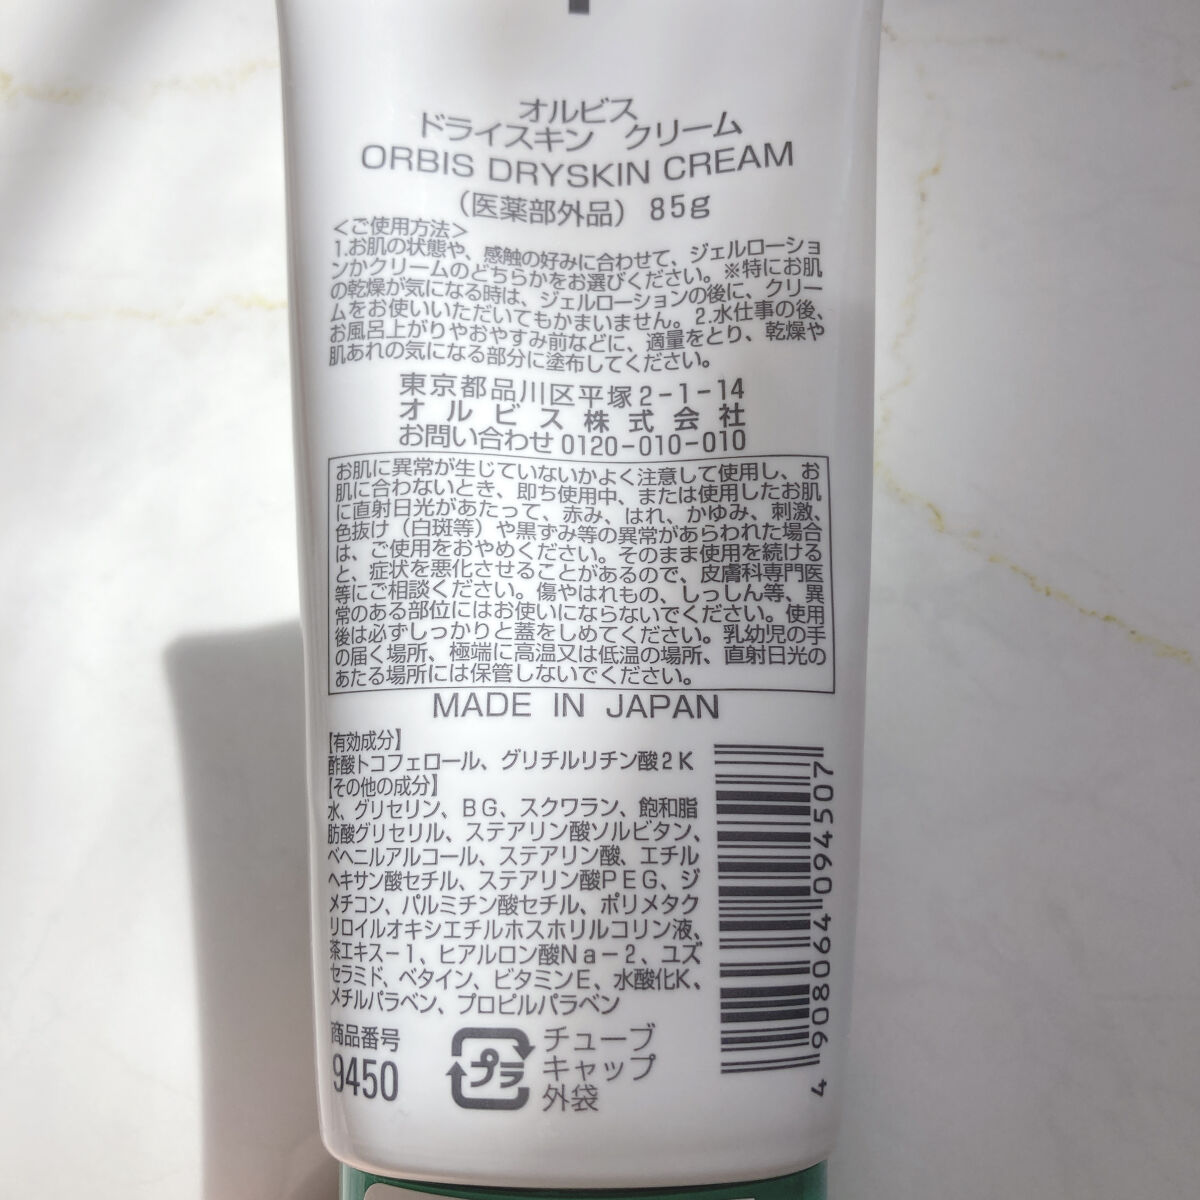 オルビス
ドライスキン クリーム
ORBIS DRYSKIN CREAM
（医薬部外品） 85g
＜ご使用方法＞
1.お肌の状態や、感触の好みに合わせて、ジェルローショ
ンかクリームのどちらかをお選びください。※特にお肌
の乾燥が気になる時は、ジェルローションの後に、クリー
ムをお使いいただいてもかまいません。2.水仕事の後、
お風呂上がりやおやすみ前などに、適量をとり、乾燥や
肌あれの気になる部分に塗布してください。
東京都品川区平塚2-1-14
オルビス株式会社
お問い合わせ 0120-010-010
お肌に異常が生じていないかよく注意して使用し、お
肌に合わないとき、即ち使用中、または使用したお肌
に直射日光があたって、赤み、はれ、かゆみ、刺激、
色抜け（白斑等）や黒ずみ等の異常があらわれた場合
は、ご使用をおやめください。そのまま使用を続ける
と、症状を悪化させることがあるので、皮膚科専門医
等にご相談ください。傷やはれもの、しっしん等、異
常のある部位にはお使いにならないでください。使用
後は必ずしっかりと蓋をしめてください。乳幼児の手
の届く場所、極端に高温又は低温の場所、直射日光の
あたる場所には保管しないでください。
MADE IN JAPAN
【有効成分】
酢酸トコフェロール、グリチルリチン酸2K
【その他の成分】
水、グリセリン、BG、スクワラン、飽和脂
肪酸グリセリル、ステアリン酸ソルビタン、
ベヘニルアルコール、ステアリン酸、エチル
ヘキサン酸セチル、ステアリン酸PEG、ジ
メチコン、パルミチン酸セチル、ポリメタク
リロイルオキシエチルホスホリルコリン液、
茶エキス-1、ヒアルロン酸Na-2、ユズ
セラミド、ベタイン、ビタミンE、水酸化K、
メチルパラベン、プロピルパラベン
商品番号
9450
プラ
チューブ
キャップ
外袋
4 908064 094507